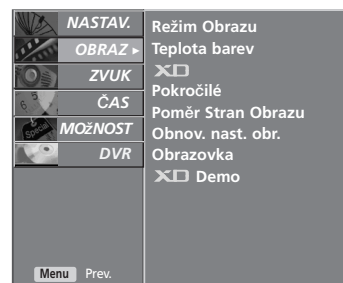 NASTAV.
OBRAZ ►
ZVUK
ČAS
MOžNOST
DVR
Menu Prev.
Režim Obrazu
Teplota barev
XD
Pokročilé
Poměr Stran Obrazu
Obnov. nast. obr.
Obrazovka
XD Demo